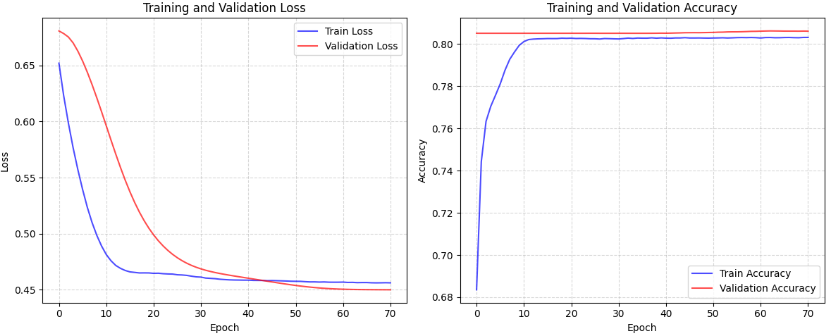 Training and Validation Loss
Train Loss
Validation Loss
0.65
0.60
0.55
0.50
0.45
Loss
0 10 20 30 40 50 60 70
Epoch
Training and Validation Accuracy
0.80
0.78
0.76
0.74
0.72
0.70
0.68
Accuracy
Train Accuracy
Validation Accuracy
0 10 20 30 40 50 60 70
Epoch